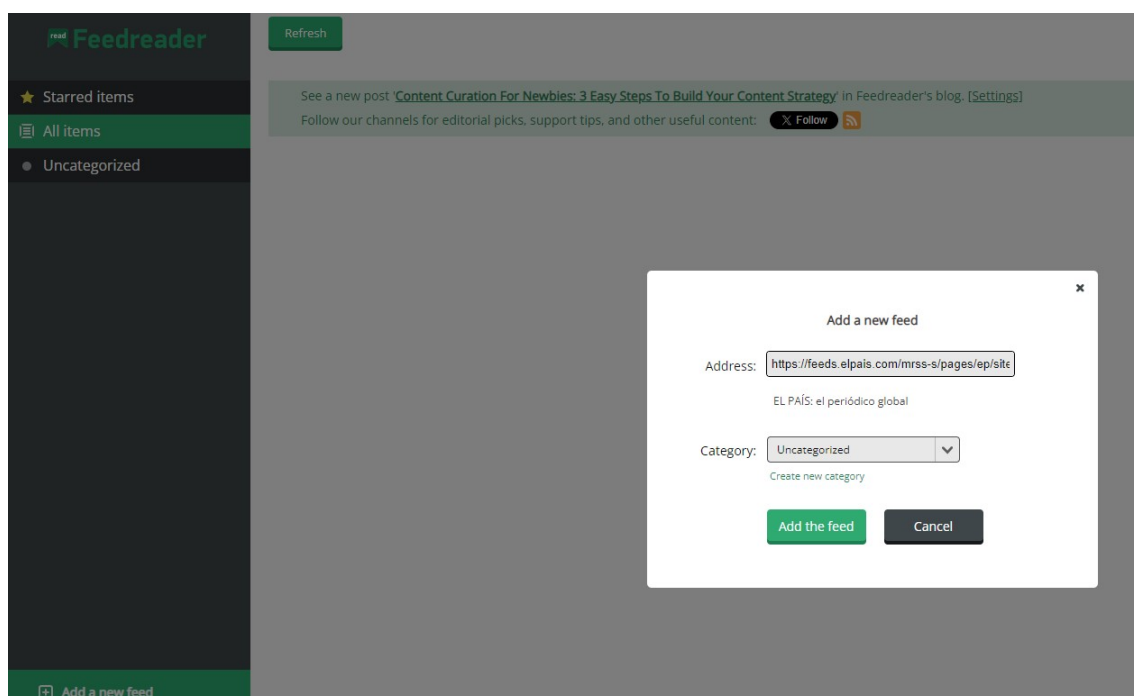 read Feedreader
Refresh
Starred items
All items
Uncategorized
See a new post 'Content Curation For Newbies: 3 Easy Steps To Build Your Content Strategy' in Feedreader's blog. [Settings]
Follow our channels for editorial picks, support tips, and other useful content: X Follow
Add a new feed
Address: https://feeds.elpais.com/mrss-s/pages/ep/site
EL PAÍS: el periódico global
Category: Uncategorized
Create new category
Add the feed Cancel
Add a new feed